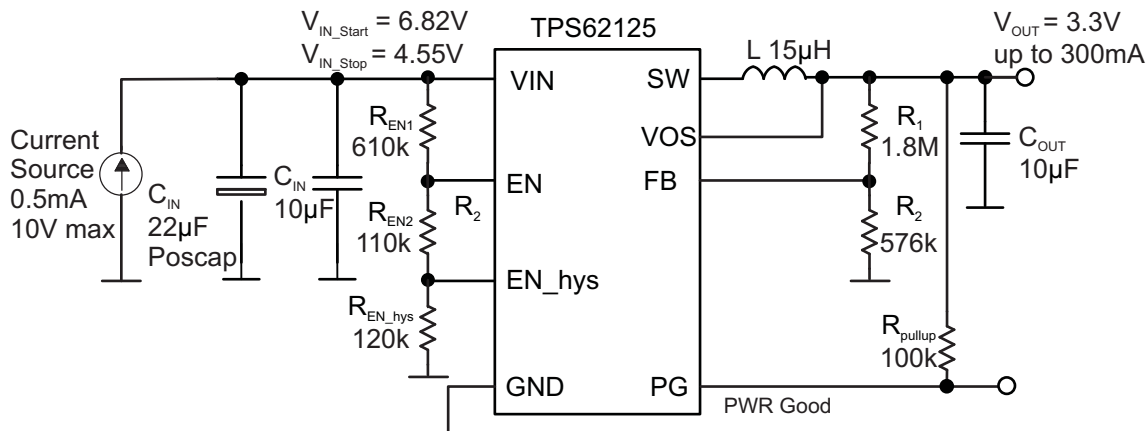 TPS62125
V_IN_Start = 6.82V
V_IN_Stop = 4.55V
V_OUT = 3.3V
up to 300mA
L 15µH
VIN
SW
VOS
EN
FB
EN_hys
GND
PG
Current
Source
0.5mA
10V max
C_IN
22µF
Poscap
C_IN
10µF
R_EN1
610k
R_EN2
110k
R_2
R_EN_hys
120k
R_1
1.8M
R_2
576k
C_OUT
10µF
R_pullup
100k
PWR Good